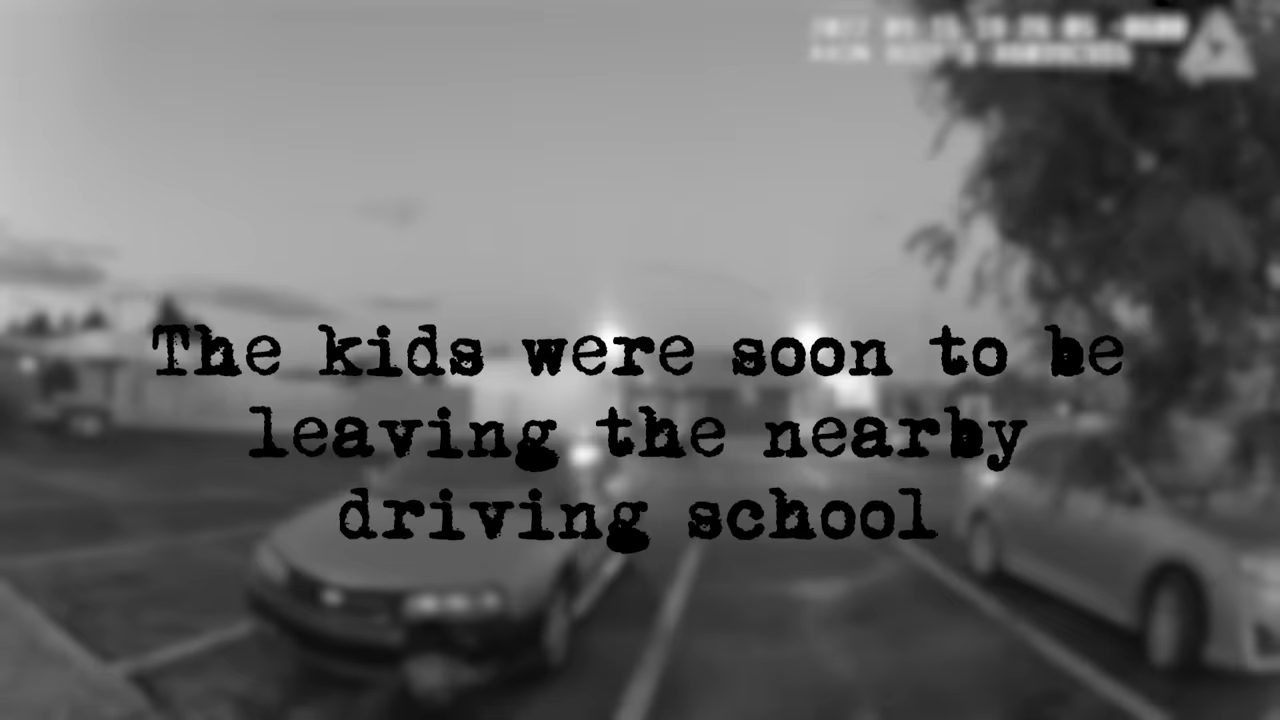 The kids were soon to be
leaving the nearby
driving school